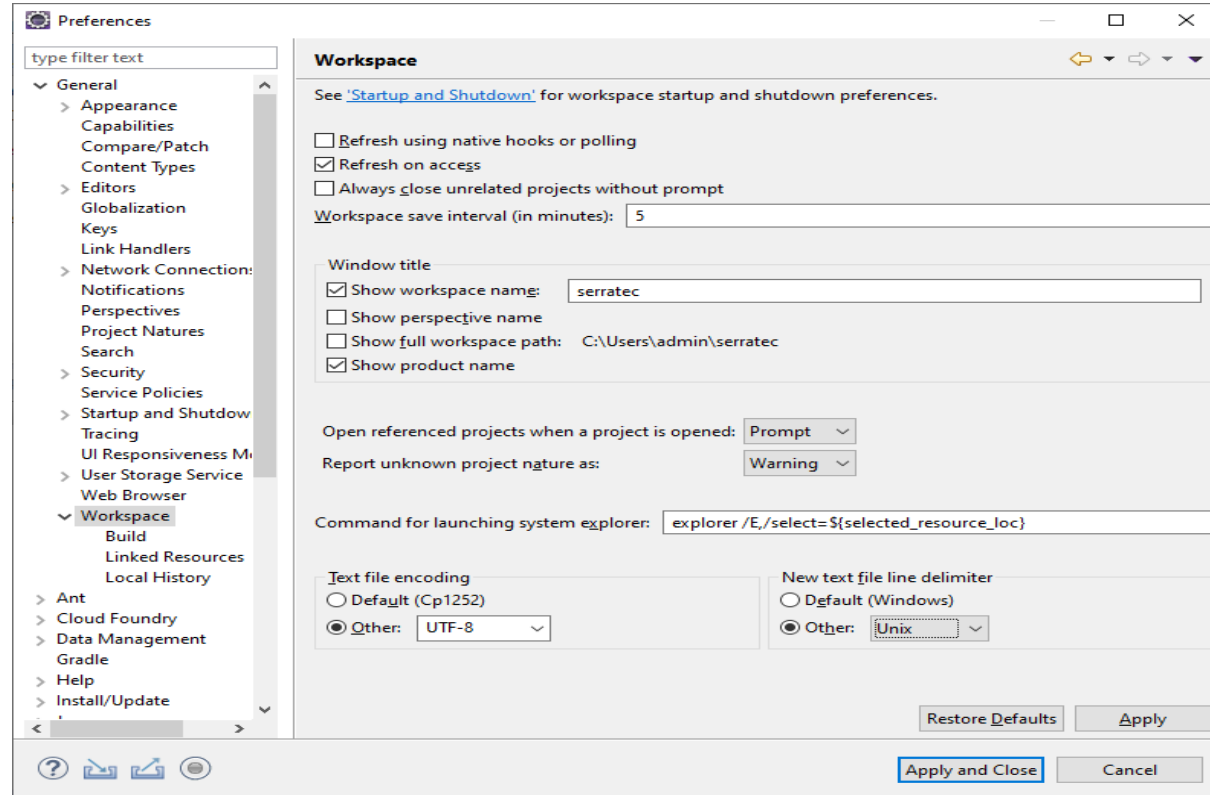 Preferences
type filter text
General
Appearance
Capabilities
Compare/Patch
Content Types
Editors
Globalization
Keys
Link Handlers
Network Connection
Notifications
Perspectives
Project Natures
Search
Security
Service Policies
Startup and Shutdow
Tracing
UI Responsiveness M
User Storage Service
Web Browser
Workspace
Build
Linked Resources
Local History
Ant
Cloud Foundry
Data Management
Gradle
Help
Install/Update
Workspace
See 'Startup and Shutdown' for workspace startup and shutdown preferences.
Refresh using native hooks or polling
Refresh on access
Always close unrelated projects without prompt
Workspace save interval (in minutes): 5
Window title
Show workspace name: serratec
Show perspective name
Show full workspace path: C:\Users\admin\serratec
Show product name
Open referenced projects when a project is opened: Prompt
Report unknown project nature as: Warning
Command for launching system explorer: explorer /E,/select=${selected_resource_loc}
Text file encoding
Default (Cp1252)
Other: UTF-8
New text file line delimiter
Default (Windows)
Other: Unix
Restore Defaults Apply
Apply and Close Cancel